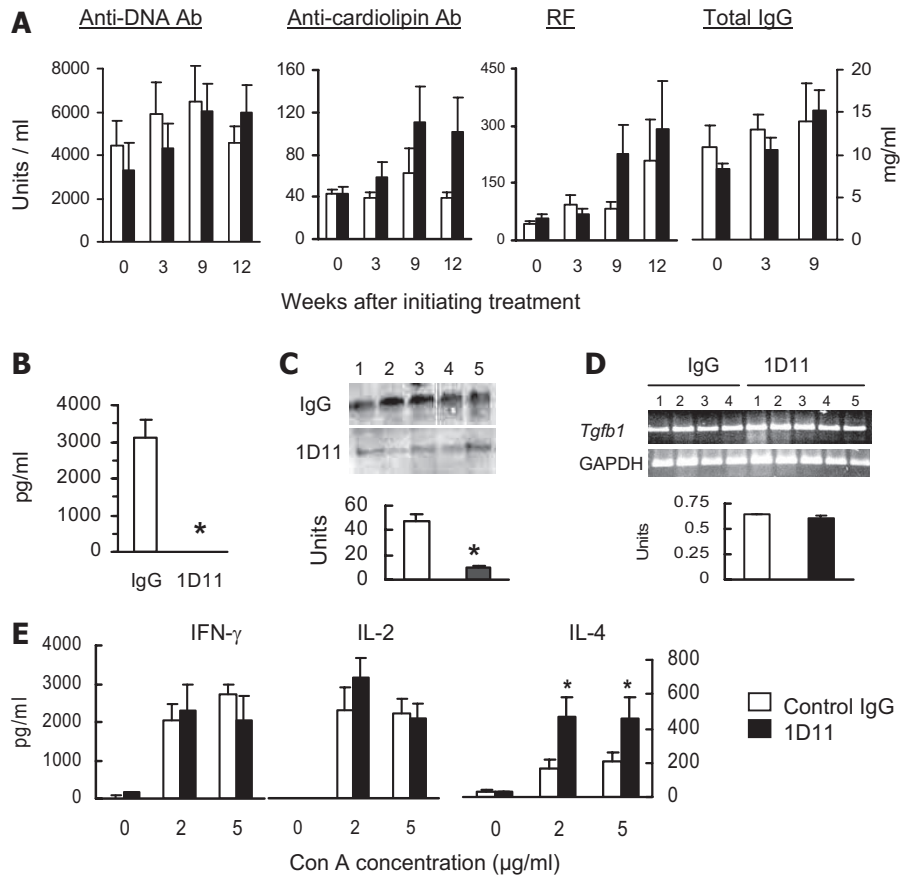 A
Anti-DNA Ab
Anti-cardiolipin Ab
RF
Total IgG
Units / ml
8000
6000
4000
2000
0
0 3 9 12
160
120
80
40
0
0 3 9 12
450
300
150
0
0 3 9 12
20
15
10
5
0
mg/ml
0 3 9
Weeks after initiating treatment
B
pg/ml
4000
3000
2000
1000
0
*
IgG 1D11
C
1 2 3 4 5
IgG
1D11
Units
60
40
20
0
*
D
IgG 1D11
1 2 3 4 1 2 3 4 5
Tgfb1
GAPDH
Units
0.75
0.5
0.25
0
E
IFN-γ
IL-2
IL-4
pg/ml
4000
3000
2000
1000
0
0 2 5
0 2 5
* *
800
600
400
200
0
0 2 5
Con A concentration (µg/ml)
Control IgG
1D11